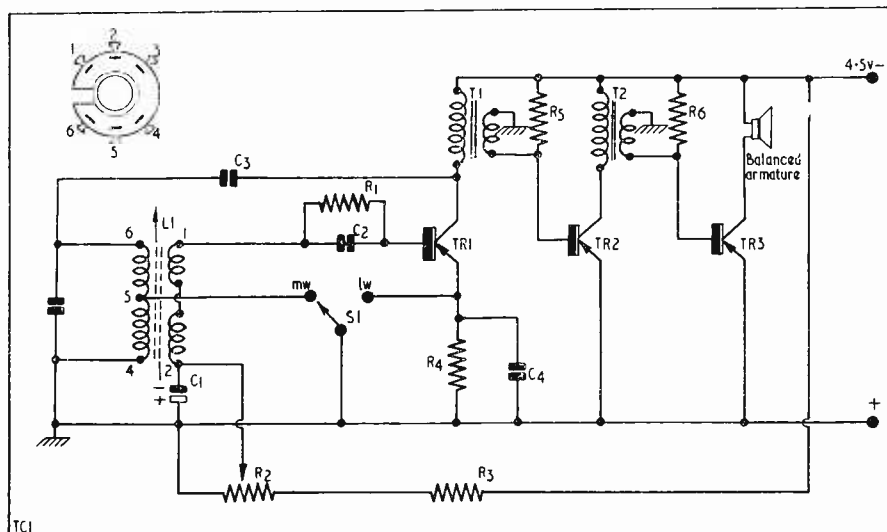 2
1 3
4·5v-
T1 T2
R5 R6
6 4
5
C3
Balanced
armature
R1
L1
6 1
C2
TR1 TR2 TR3
mw lw
5
S1
R4
4 2
C1
C4
-
+
+
R2 R3
TC1